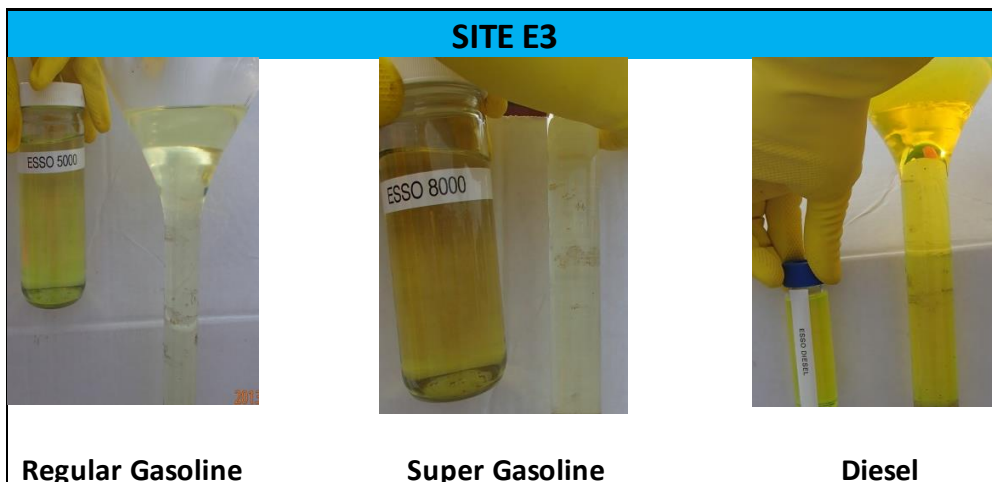 SITE E3
ESSO 5000
ESSO 8000
ESSO DIESEL
Regular Gasoline
Super Gasoline
Diesel